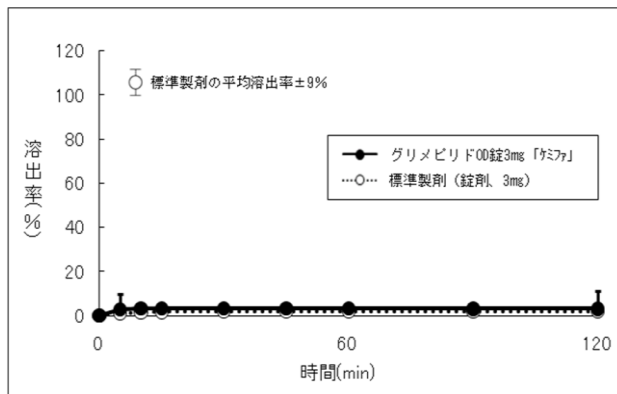 120
100
80
60
40
20
0
溶出率(%)
標準製剤の平均溶出率±9%
グリメピリドOD錠3mg「ケミファ」
標準製剤(錠剤、3mg)
0
60
120
時間(min)